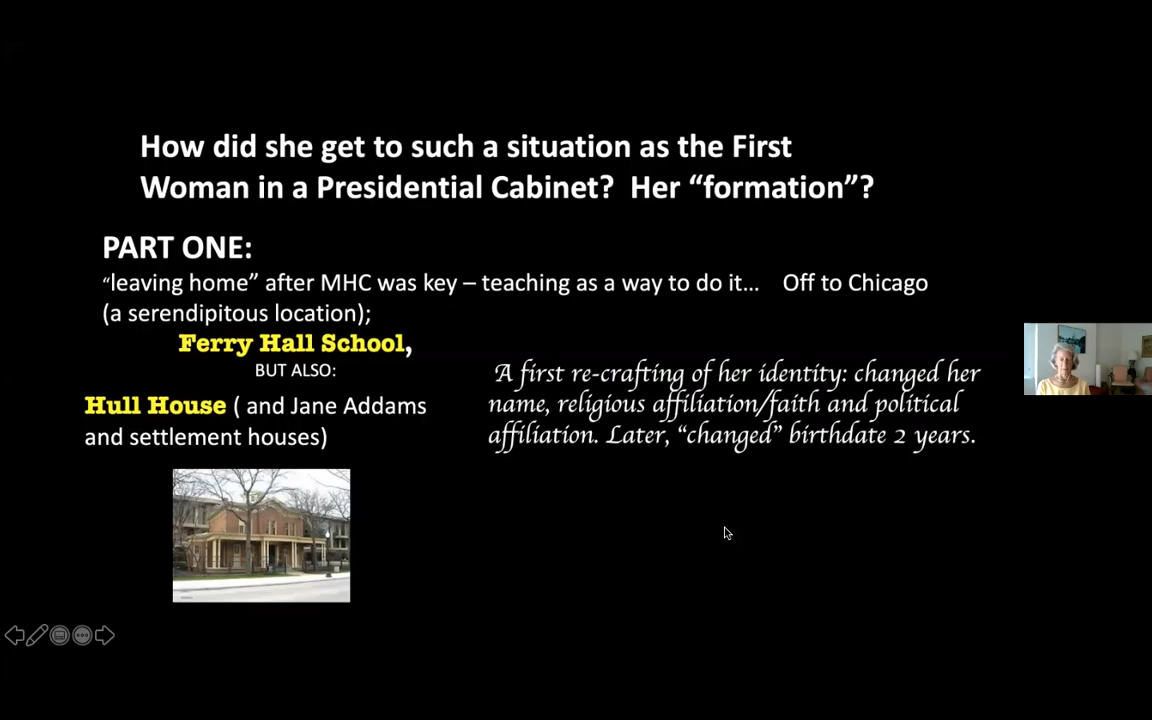 How did she get to such a situation as the First
Woman in a Presidential Cabinet?  Her “formation”?
PART ONE:
“leaving home” after MHC was key – teaching as a way to do it…    Off to Chicago
(a serendipitous location);
Ferry Hall School,
BUT ALSO:
Hull House ( and Jane Addams
and settlement houses)
A first re-crafting of her identity: changed her
name, religious affiliation/faith and political
affiliation. Later, “changed” birthdate 2 years.